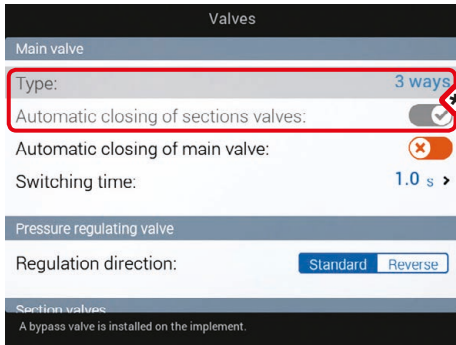 Valves
Main valve
Type: 3 ways
*
Automatic closing of sections valves:
Automatic closing of main valve:
Switching time: 1.0 s >
Pressure regulating valve
Regulation direction: Standard Reverse
Section valves
A bypass valve is installed on the implement.